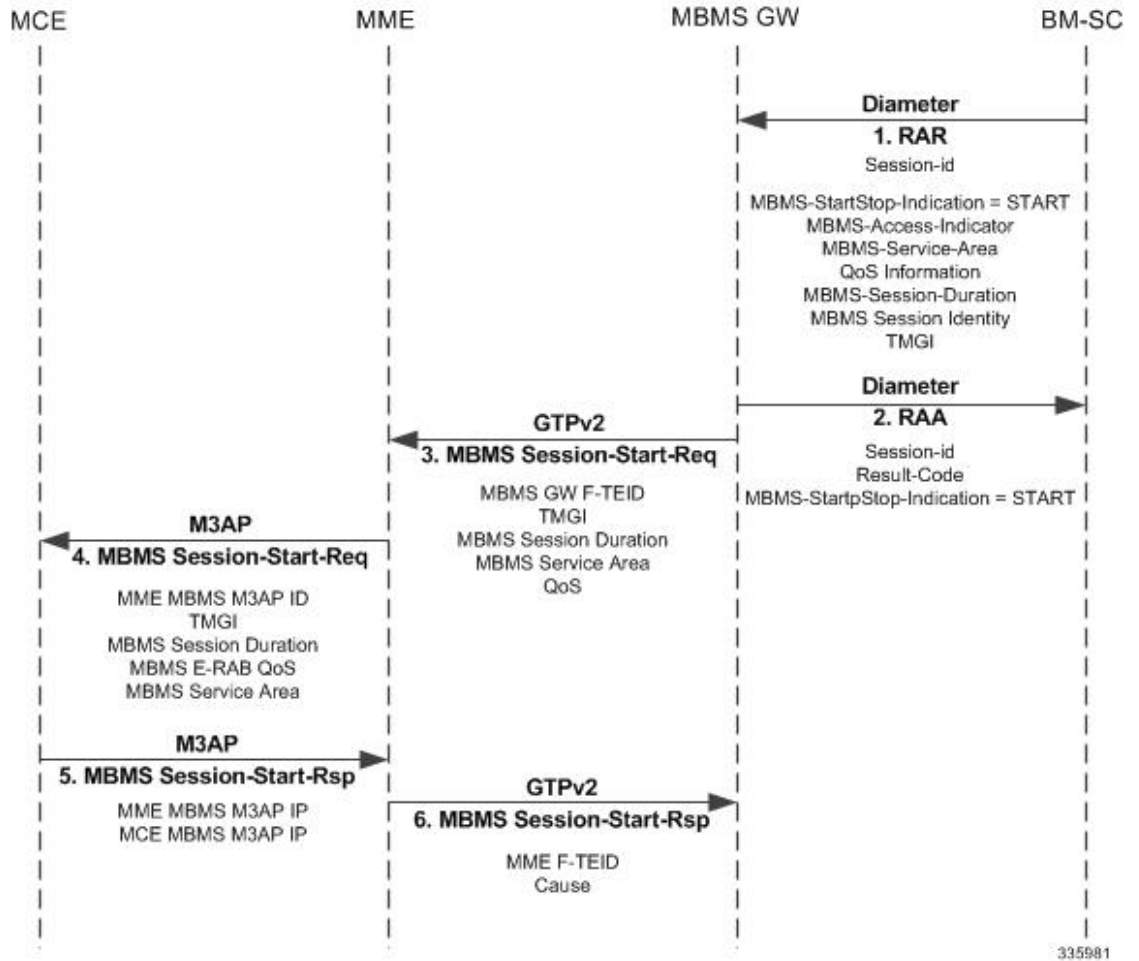 MCE MME MBMS GW BM-SC
Diameter
1. RAR
Session-id
MBMS-StartStop-Indication = START
MBMS-Access-Indicator
MBMS-Service-Area
QoS Information
MBMS-Session-Duration
MBMS Session Identity
TMGI
Diameter
2. RAA
Session-id
Result-Code
MBMS-StartpStop-Indication = START
GTPv2
3. MBMS Session-Start-Req
MBMS GW F-TEID
TMGI
MBMS Session Duration
MBMS Service Area
QoS
M3AP
4. MBMS Session-Start-Req
MME MBMS M3AP ID
TMGI
MBMS Session Duration
MBMS E-RAB QoS
MBMS Service Area
M3AP
5. MBMS Session-Start-Rsp
MME MBMS M3AP IP
MCE MBMS M3AP IP
GTPv2
6. MBMS Session-Start-Rsp
MME F-TEID
Cause
335981